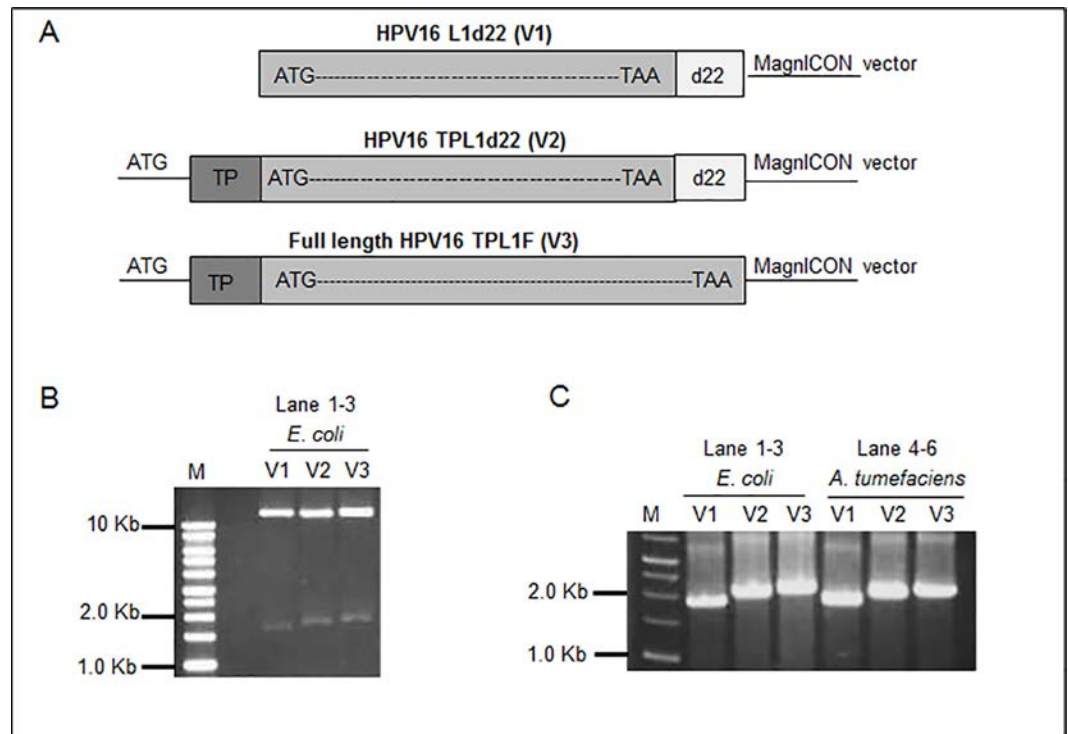 A
HPV16 L1d22 (V1)
ATG--------------------------------------TAA d22 MagnICON vector
HPV16 TPL1d22 (V2)
ATG TP ATG--------------------------------------TAA d22 MagnICON vector
Full length HPV16 TPL1F (V3)
ATG TP ATG-----------------------------------------------TAA MagnICON vector
B
Lane 1-3
E. coli
M V1 V2 V3
10 Kb
2.0 Kb
1.0 Kb
C
Lane 1-3 Lane 4-6
E. coli A. tumefaciens
M V1 V2 V3 V1 V2 V3
2.0 Kb
1.0 Kb